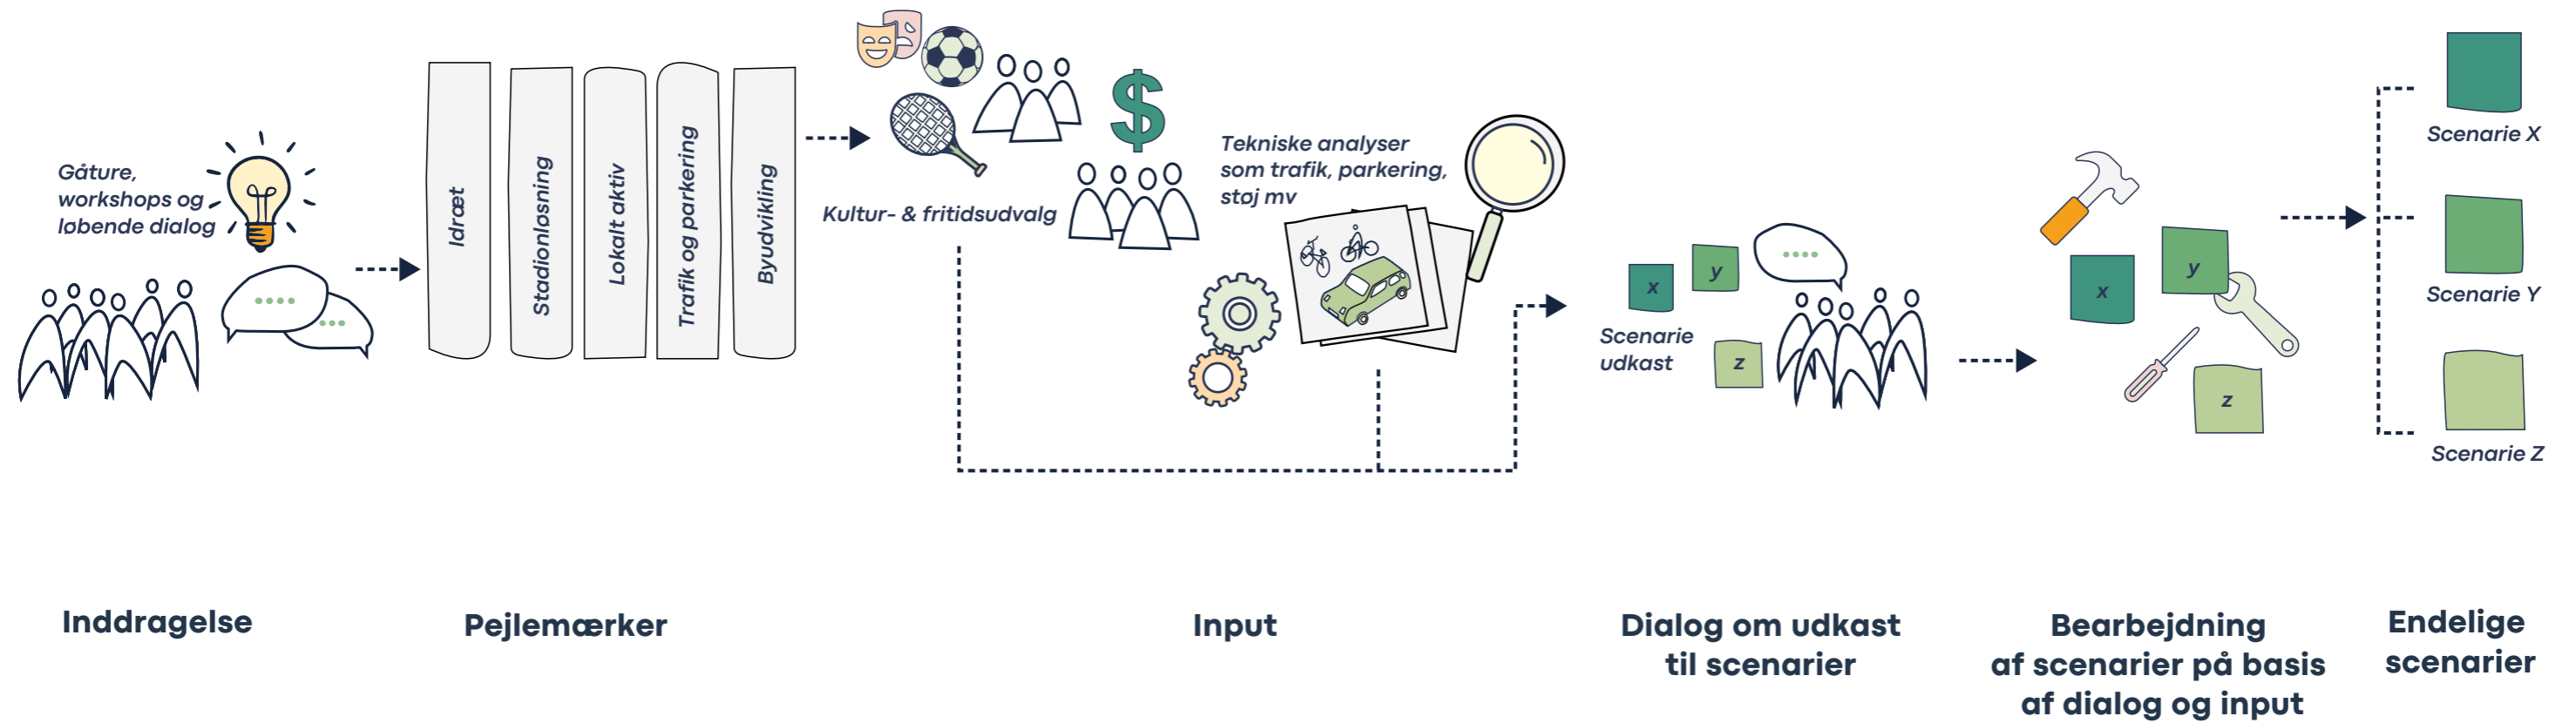 Gåture,
workshops og
løbende dialog
Idræt
Stadionløsning
Lokalt aktiv
Trafik og parkering
Byudvikling
Kultur- & fritidsudvalg
Tekniske analyser
som trafik, parkering,
støj mv
x
y
z
Scenarie
udkast
x
y
z
Scenarie X
Scenarie Y
Scenarie Z
Inddragelse
Pejlemærker
Input
Dialog om udkast
til scenarier
Bearbejdning
af scenarier på basis
af dialog og input
Endelige
scenarier